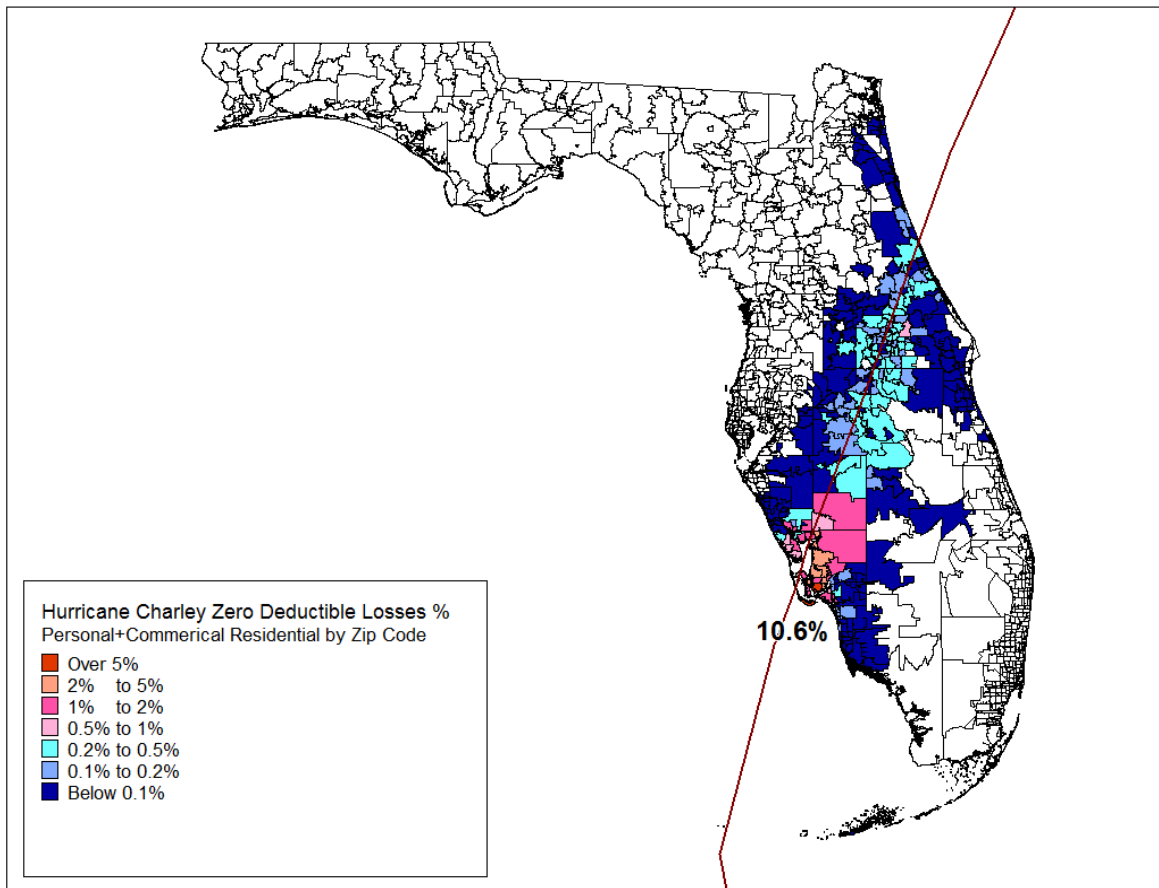 10.6%
Hurricane Charley Zero Deductible Losses %
Personal+Commerical Residential by Zip Code
Over 5%
2% to 5%
1% to 2%
0.5% to 1%
0.2% to 0.5%
0.1% to 0.2%
Below 0.1%